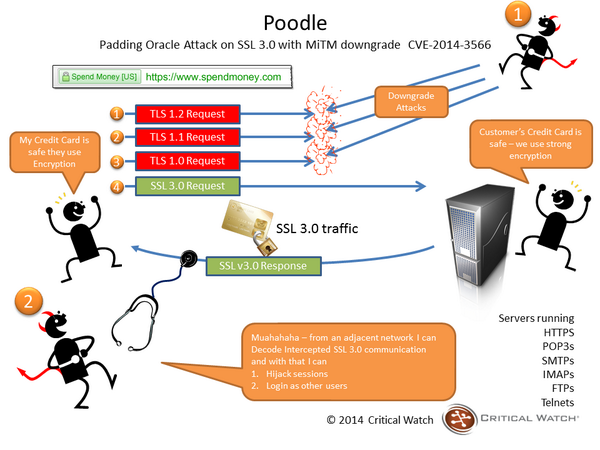 Poodle
Padding Oracle Attack on SSL 3.0 with MiTM downgrade CVE-2014-3566
1
Spend Money [US] https://www.spendmoney.com
Downgrade
Attacks
1 TLS 1.2 Request
2 TLS 1.1 Request
3 TLS 1.0 Request
4 SSL 3.0 Request
My Credit Card is
safe they use
Encryption
Customer's Credit Card is
safe – we use strong
encryption
SSL 3.0 traffic
SSL v3.0 Response
2
Muahahaha – from an adjacent network I can
Decode Intercepted SSL 3.0 communication
and with that I can
1. Hijack sessions
2. Login as other users
Servers running
HTTPS
POP3s
SMTPs
IMAPs
FTPs
Telnets
© 2014 Critical Watch
CRITICAL WATCH